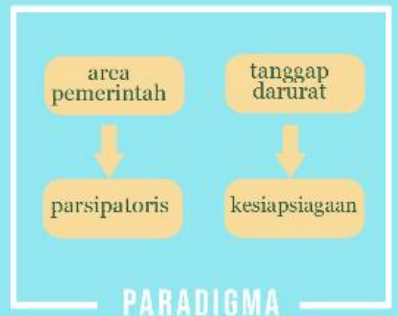 area
pemerintah
tanggap
darurat
parsipatoris
kesiapsiagaan
PARADIGMA